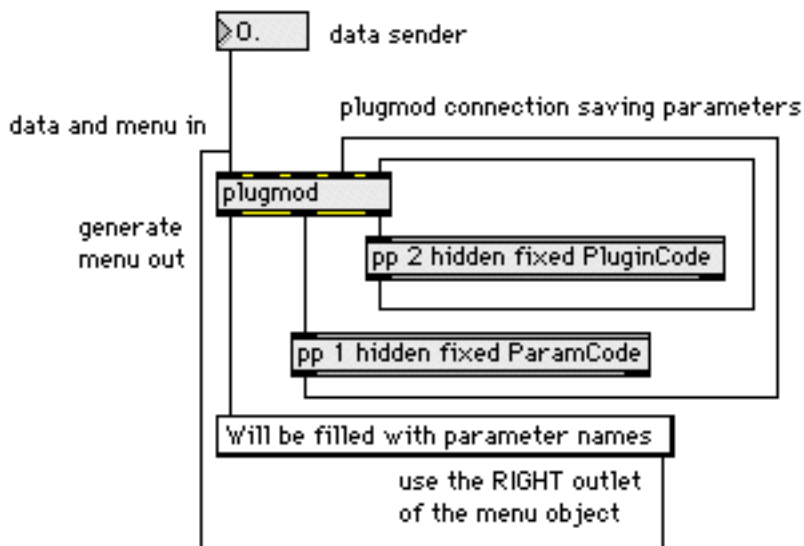 0.
data sender
plugmod connection saving parameters
data and menu in
plugmod
generate
menu out
pp 2 hidden fixed PluginCode
pp 1 hidden fixed ParamCode
Will be filled with parameter names
use the RIGHT outlet
of the menu object